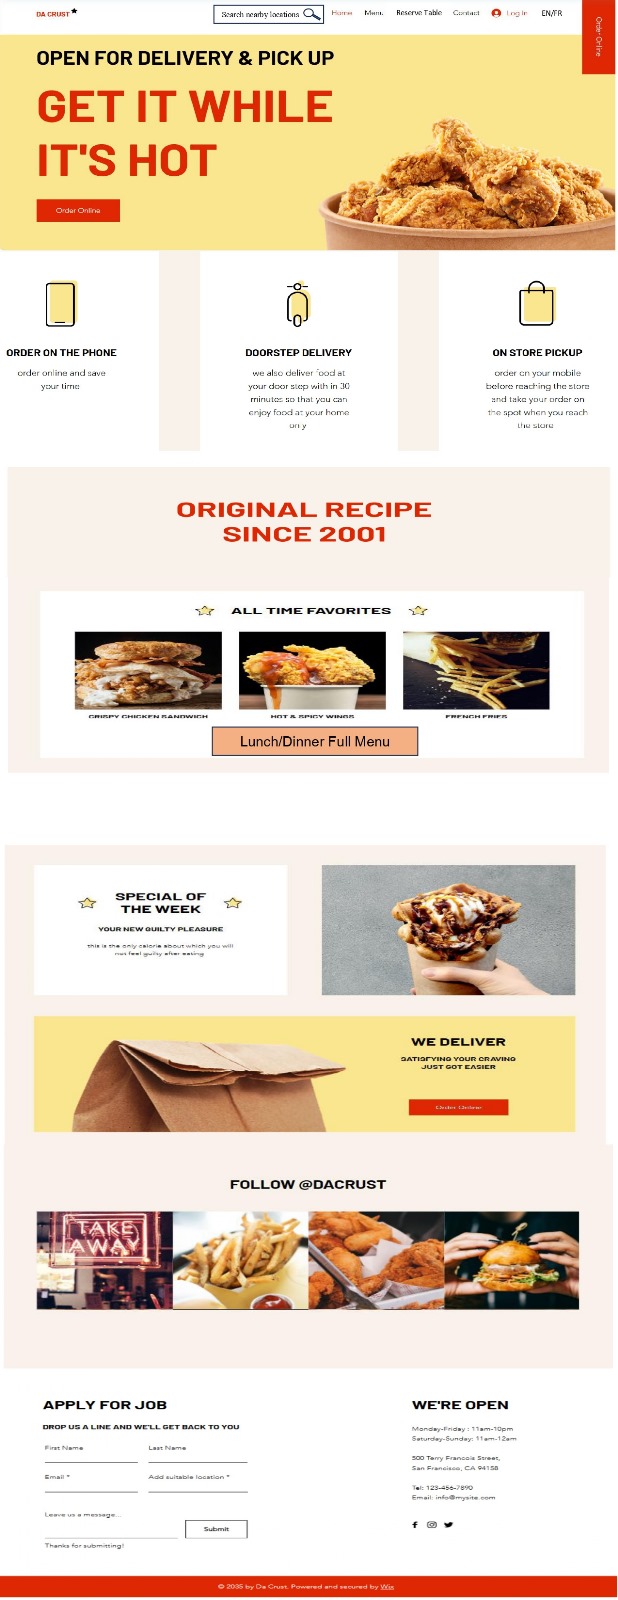 DA CRUST
Search nearby locations
Home
Menu
Reserve Table
Contact
Log In
EN/FR
Order Online
OPEN FOR DELIVERY & PICK UP
GET IT WHILE
IT'S HOT
Order Online
ORDER ON THE PHONE
order online and save
your time
DOORSTEP DELIVERY
we also deliver food at
your door step with in 30
minutes so that you can
enjoy food at your home
only
ON STORE PICKUP
order on your mobile
before reaching the store
and take your order on
the spot when you reach
the store
ORIGINAL RECIPE
SINCE 2001
ALL TIME FAVORITES
CRISPY CHICKEN SANDWICH
HOT & SPICY WINGS
FRENCH FRIES
Lunch/Dinner Full Menu
SPECIAL OF
THE WEEK
YOUR NEW GUILTY PLEASURE
this is the only calorie about which you will
not feel guilty after eating
WE DELIVER
SATISFYING YOUR CRAVING
JUST GOT EASIER
Order Online
FOLLOW @DACRUST
TAKE
AWAY
APPLY FOR JOB
DROP US A LINE AND WE'LL GET BACK TO YOU
First Name
Last Name
Email *
Add suitable location *
Leave us a message...
Submit
Thanks for submitting!
WE'RE OPEN
Monday-Friday : 11am-10pm
Saturday-Sunday: 11am-12am
500 Terry Francois Street,
San Francisco, CA 94158
Tel: 123-456-7890
Email: info@mysite.com
© 2035 by Da Crust. Powered and secured by Wix